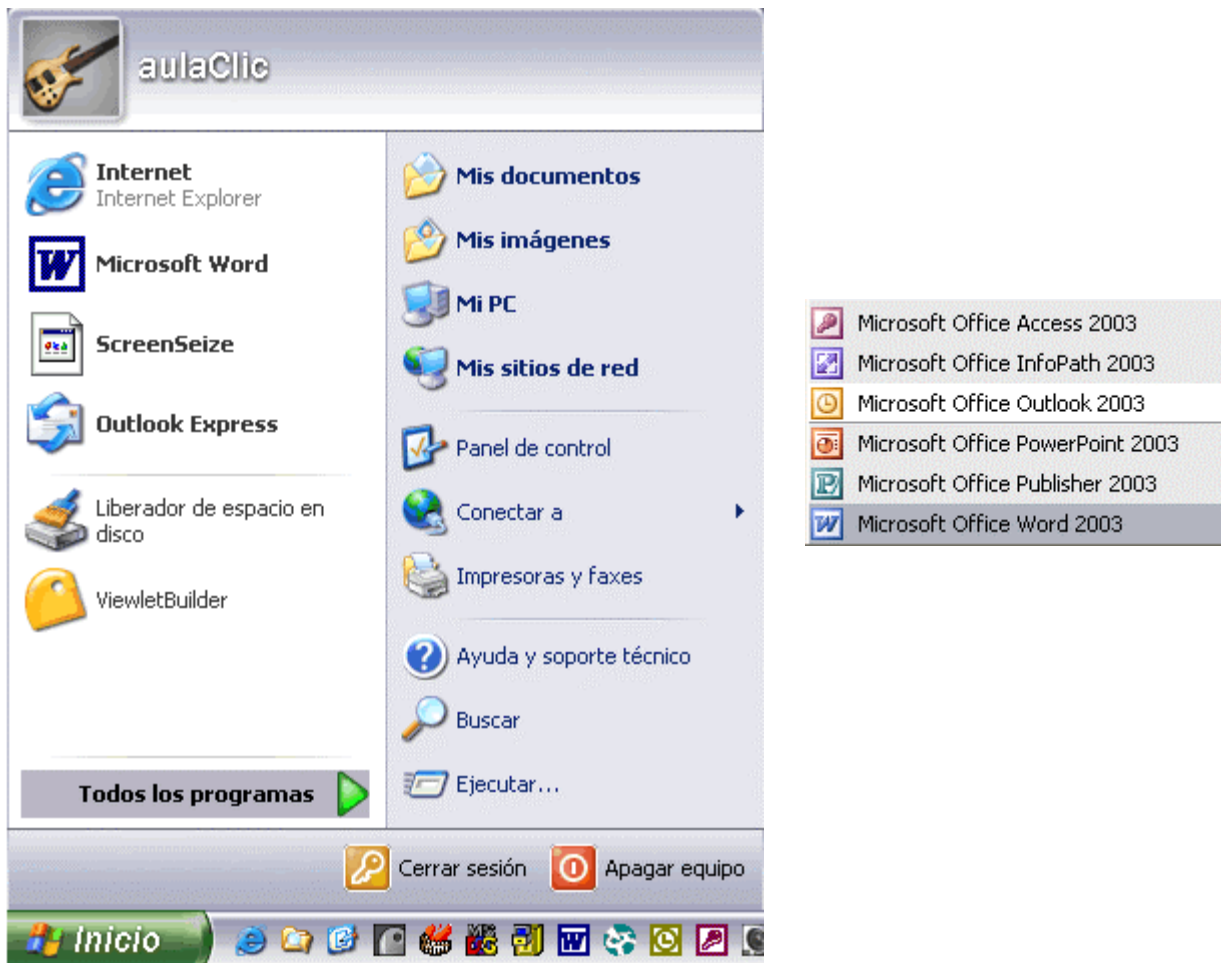 aulaClic
Internet
Internet Explorer
Microsoft Word
ScreenSeize
Outlook Express
Liberador de espacio en
disco
ViewletBuilder
Todos los programas
Mis documentos
Mis imágenes
Mi PC
Mis sitios de red
Panel de control
Conectar a
Impresoras y faxes
Ayuda y soporte técnico
Buscar
Ejecutar...
Cerrar sesión
Apagar equipo
Inicio
Microsoft Office Access 2003
Microsoft Office InfoPath 2003
Microsoft Office Outlook 2003
Microsoft Office PowerPoint 2003
Microsoft Office Publisher 2003
Microsoft Office Word 2003